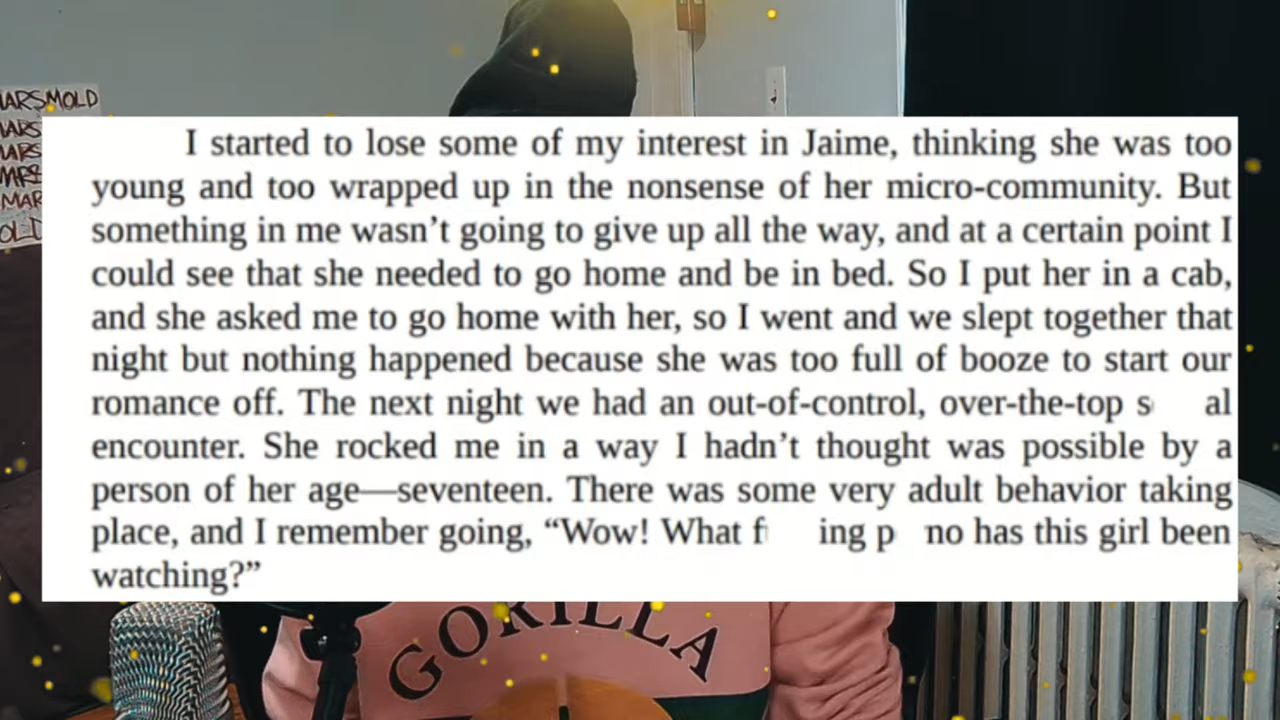 MARSMOLD
I started to lose some of my interest in Jaime, thinking she was too
young and too wrapped up in the nonsense of her micro-community. But
something in me wasn't going to give up all the way, and at a certain point I
could see that she needed to go home and be in bed. So I put her in a cab,
and she asked me to go home with her, so I went and we slept together that
night but nothing happened because she was too full of booze to start our
romance off. The next night we had an out-of-control, over-the-top s al
encounter. She rocked me in a way I hadn't thought was possible by a
person of her age—seventeen. There was some very adult behavior taking
place, and I remember going, “Wow! What f ing p no has this girl been
watching?”
GORILLA